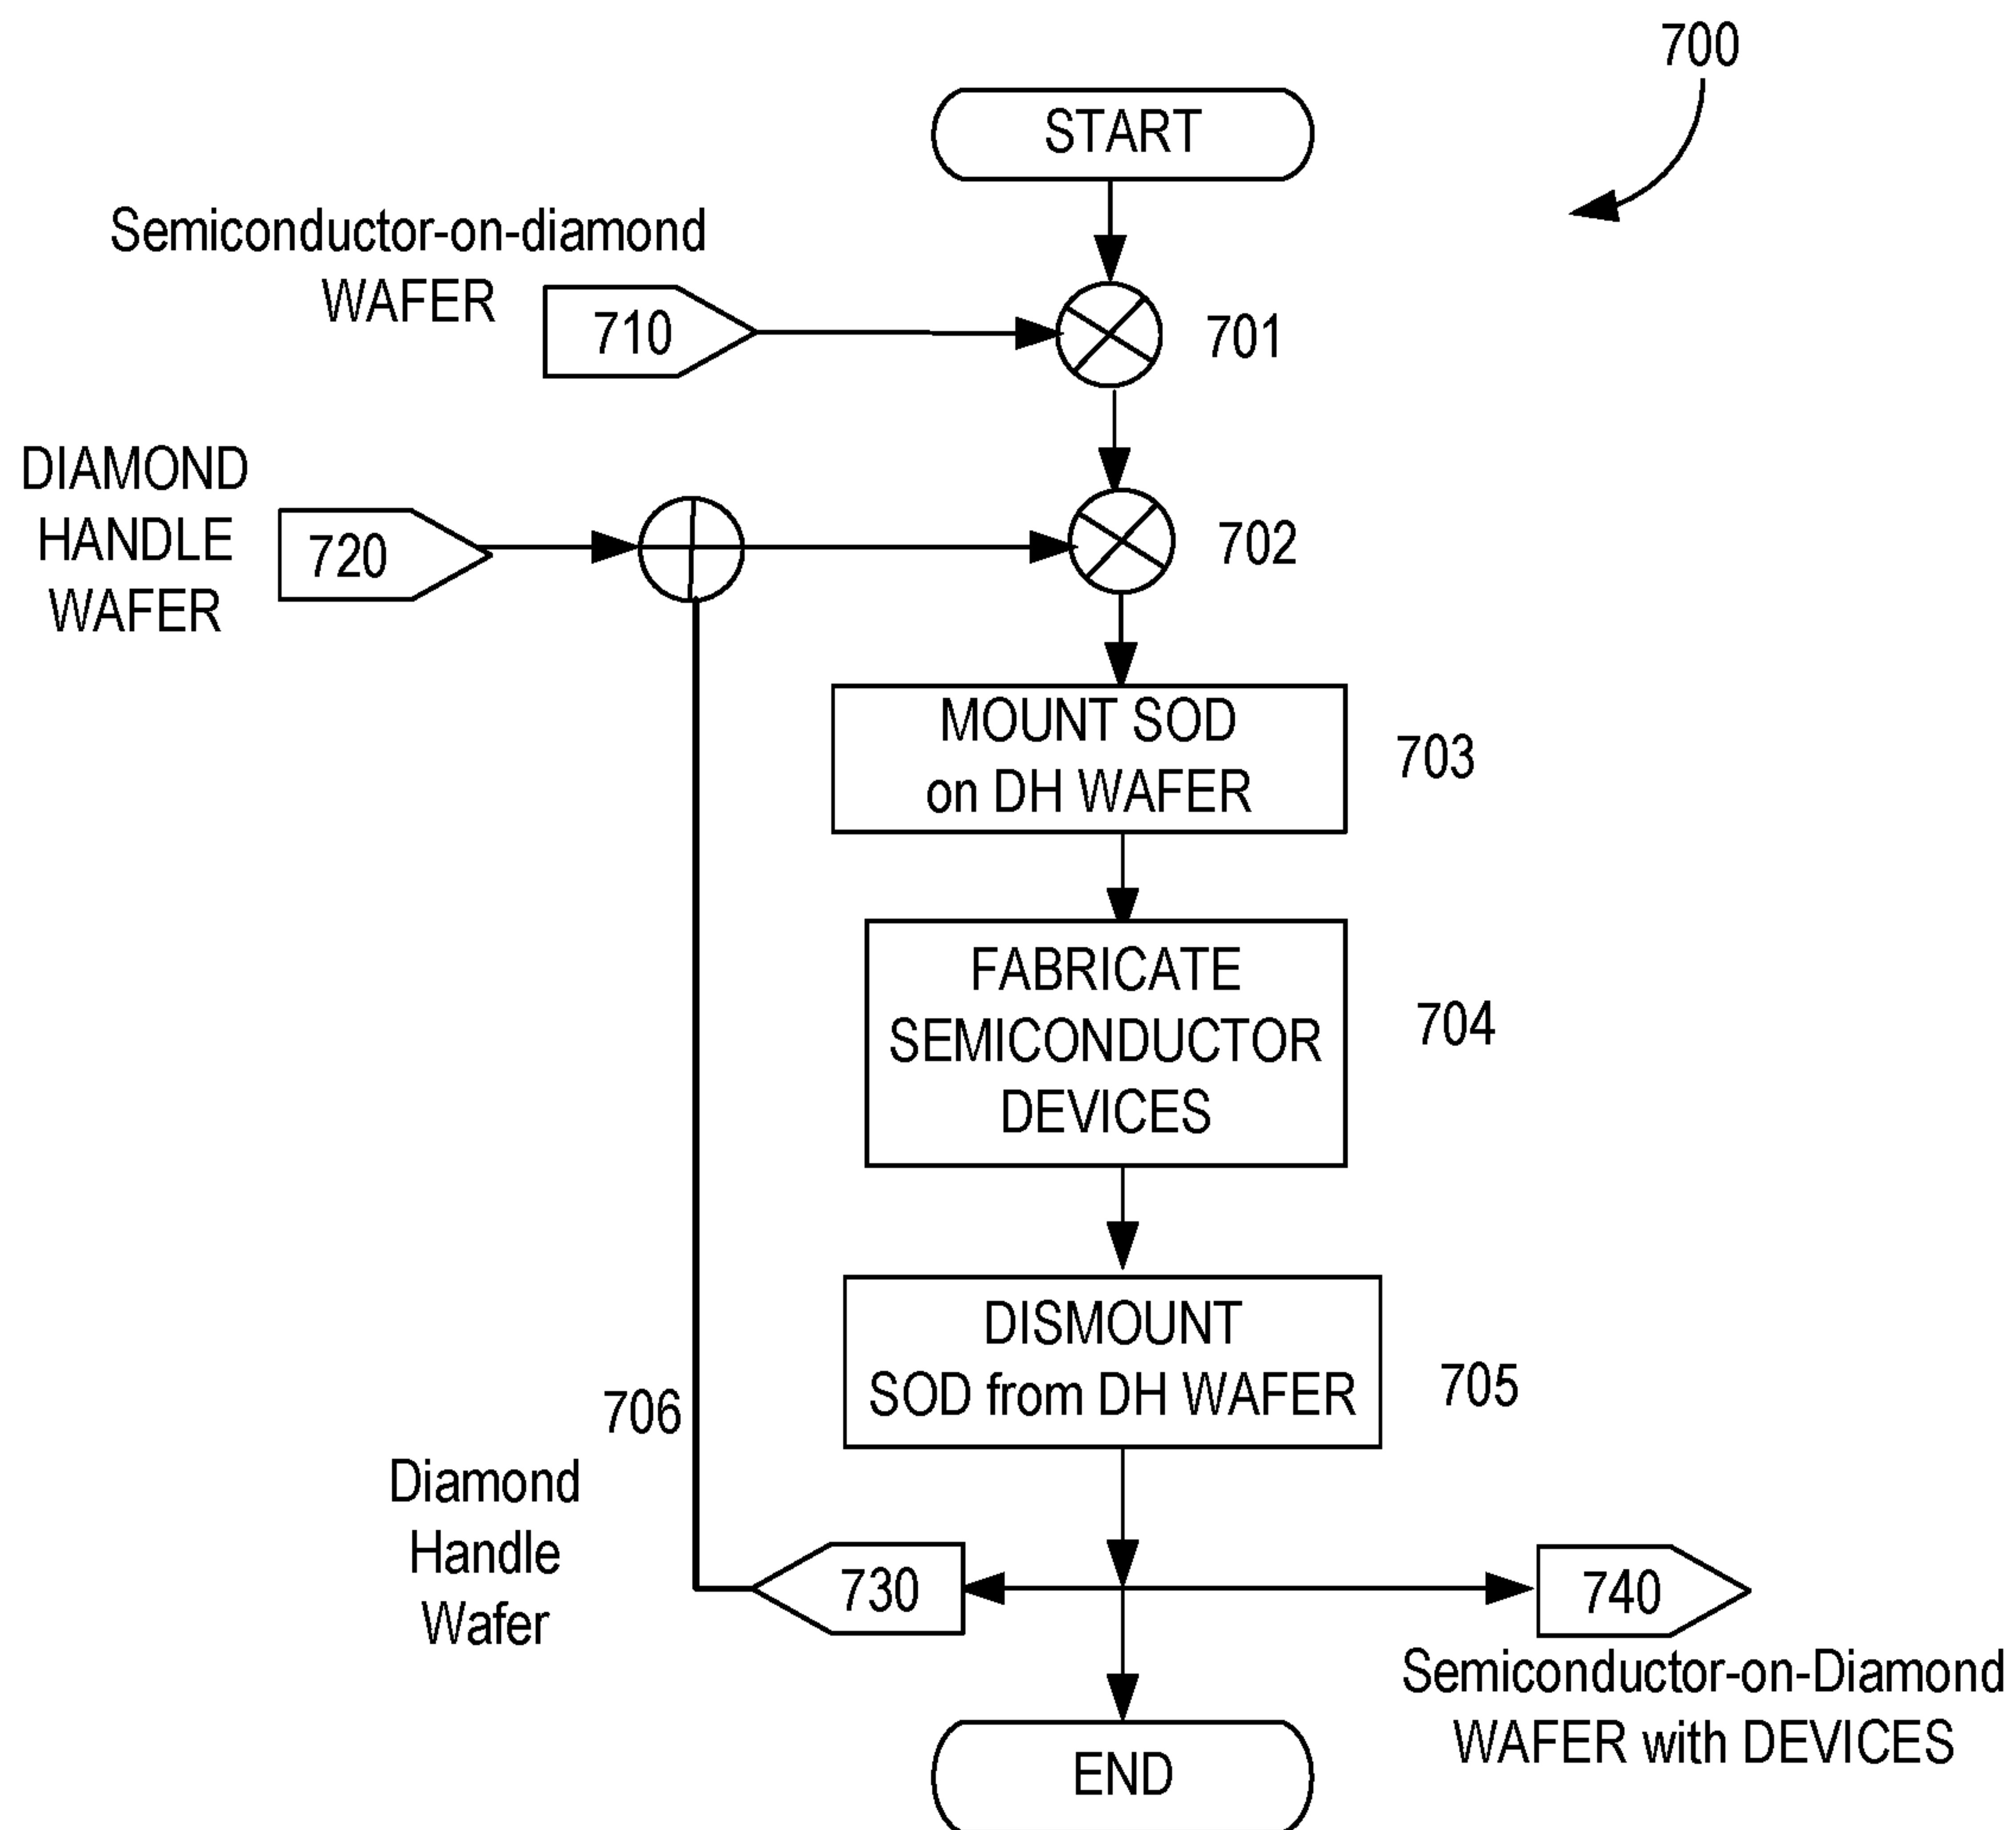 700
START
Semiconductor-on-diamond
WAFER
710
701
DIAMOND
HANDLE
WAFER
720
702
MOUNT SOD
on DH WAFER
703
FABRICATE
SEMICONDUCTOR
DEVICES
704
DISMOUNT
SOD from DH WAFER
705
706
Diamond
Handle
Wafer
730
740
Semiconductor-on-Diamond
WAFER with DEVICES
END